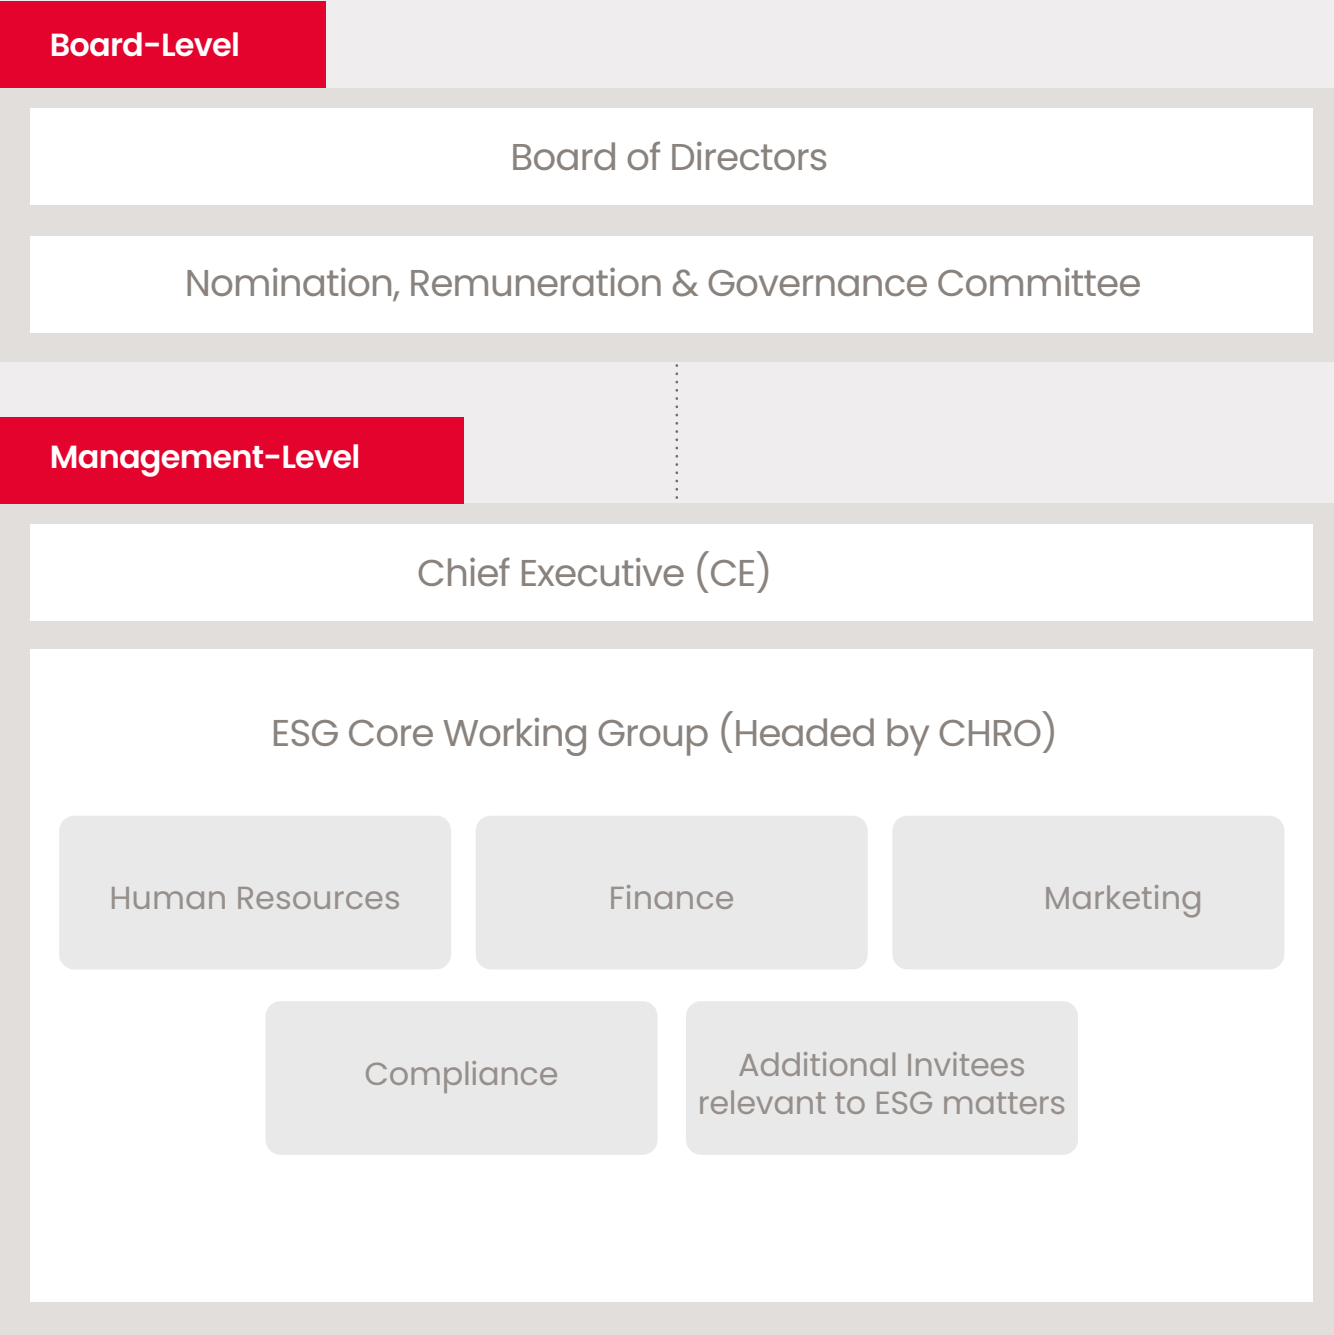 Board-Level
Board of Directors
Nomination, Remuneration & Governance Committee
Management-Level
Chief Executive (CE)
ESG Core Working Group (Headed by CHRO)
Human Resources
Finance
Marketing
Compliance
Additional Invitees
relevant to ESG matters